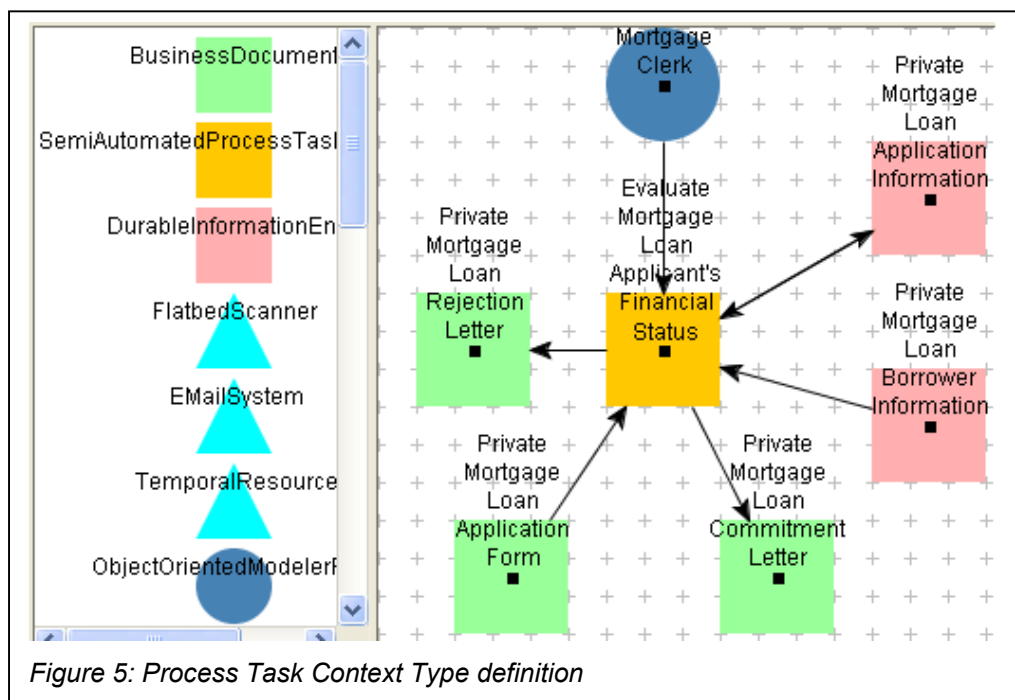 BusinessDocument
SemiAutomatedProcessTask
DurableInformationEn
FlatbedScanner
EMailSystem
TemporalResource
ObjectOrientedModelerF
Mortgage
Clerk
Private
Mortgage
Loan
Application
Information
Evaluate
Mortgage
Loan
Applicant's
Financial
Status
Private
Mortgage
Loan
Rejection
Letter
Private
Mortgage
Loan
Borrower
Information
Private
Mortgage
Loan
Application
Form
Private
Mortgage
Loan
Commitment
Letter
Figure 5: Process Task Context Type definition